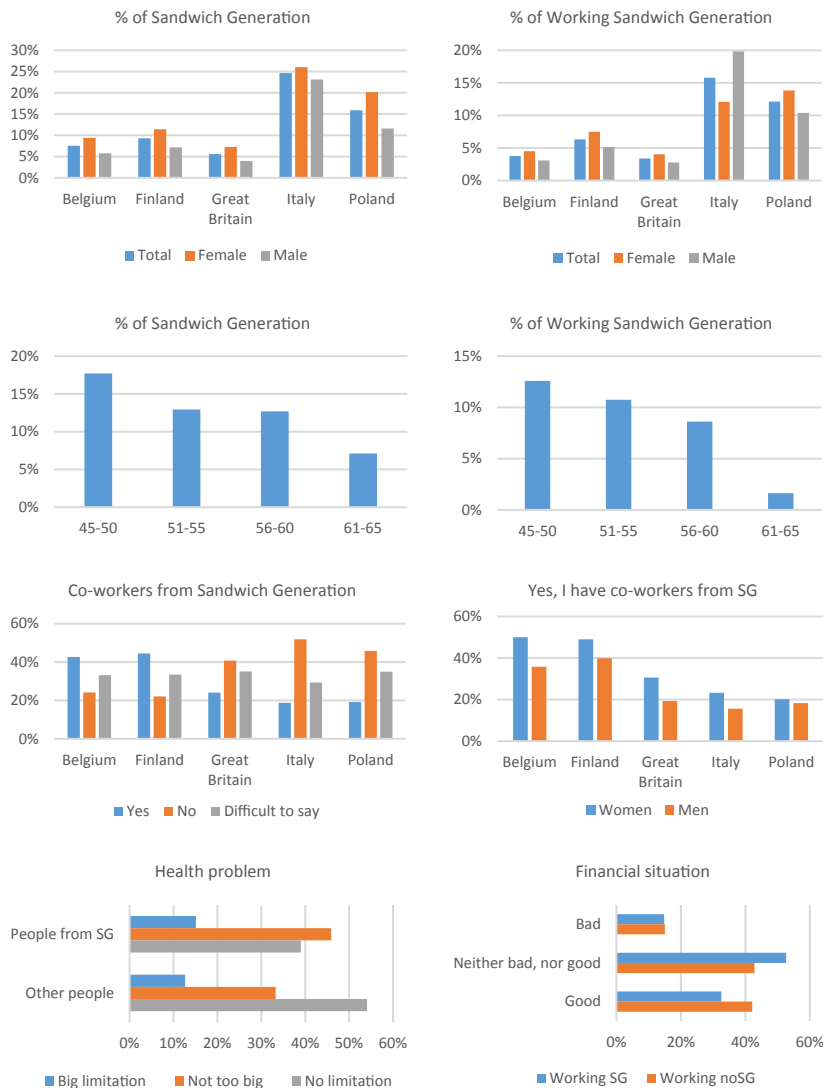 % of Sandwich Generation
30%
25%
20%
15%
10%
5%
0%
Belgium Finland Great Britain Italy Poland
Total Female Male
% of Working Sandwich Generation
20%
15%
10%
5%
0%
Belgium Finland Great Britain Italy Poland
Total Female Male
% of Sandwich Generation
20%
15%
10%
5%
0%
45-50 51-55 56-60 61-65
% of Working Sandwich Generation
15%
10%
5%
0%
45-50 51-55 56-60 61-65
Co-workers from Sandwich Generation
60%
40%
20%
0%
Belgium Finland Great Britain Italy Poland
Yes No Difficult to say
Yes, I have co-workers from SG
60%
40%
20%
0%
Belgium Finland Great Britain Italy Poland
Women Men
Health problem
People from SG
Other people
0% 10% 20% 30% 40% 50% 60%
Big limitation Not too big No limitation
Financial situation
Bad
Neither bad, nor good
Good
0% 20% 40% 60%
Working SG Working noSG